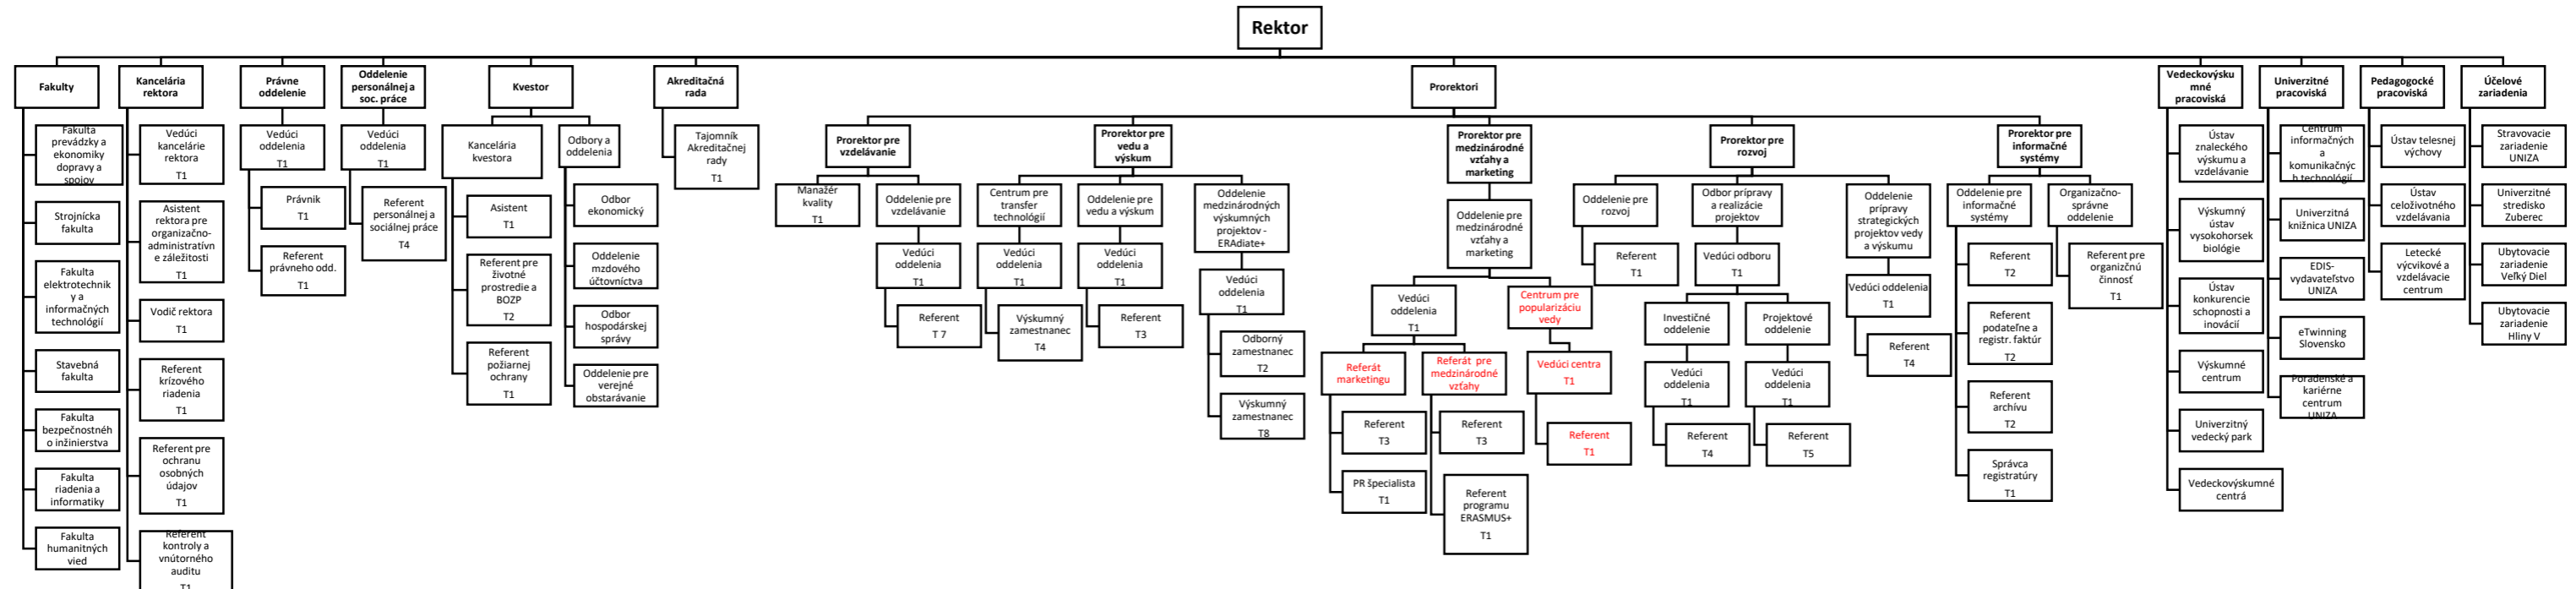 Rektor
Fakulty
Kancelária
rektora
Právne
oddelenie
Oddelenie
personálnej a
soc. práce
Kvestor
Akreditačná
rada
Prorektori
Vedeckovýsku
mné
pracoviská
Univerzitné
pracoviská
Pedagogocké
pracoviská
Účelové
zariadenia
Fakulta
prevádzky a
ekonomiky
dopravy a
spojov
Strojnícka
fakulta
Fakulta
elektrotechnik
y a
informačných
technológií
Stavebná
fakulta
Fakulta
bezpečnostnéh
o inžinierstva
Fakulta
riadenia a
informatiky
Fakulta
humanitných
vied
Vedúci
kancelárie
rektora
T1
Asistent
rektora pre
organizačno-
administratívn
e záležitosti
T1
Vodič rektora
T1
Referent
krízového
riadenia
T1
Referent pre
ochranu
osobných
údajov
T1
Referent
kontroly a
vnútorného
auditu
T1
Vedúci
oddelenia
T1
Právnik
T1
Referent
právneho odd.
T1
Vedúci
oddelenia
T1
Referent
personálnej a
sociálnej práce
T4
Kancelária
kvestora
Asistent
T1
Referent pre
životné
prostredie a
BOZP
T2
Referent
požiarnej
ochrany
T1
Odbory a
oddelenia
Odbor
ekonomický
Oddelenie
mzdového
účtovníctva
Odbor
hospodárskej
správy
Oddelenie pre
verejné
obstarávanie
Tajomník
Akreditačnej
rady
T1
Prorektor pre
vzdelávanie
Manažér
kvality
T1
Oddelenie pre
vzdelávanie
Vedúci
oddelenia
T1
Referent
T 7
Prorektor pre
vedu a
výskum
Centrum pre
transfer
technológií
Vedúci
oddelenia
T1
Výskumný
zamestnanec
T4
Oddelenie pre
vedu a výskum
Vedúci
oddelenia
T1
Referent
T3
Oddelenie
medzinárodných
výskumných
projektov -
ERAdiate+
Vedúci
oddelenia
T1
Odborný
zamestnanec
T2
Výskumný
zamestnanec
T8
Prorektor pre
medzinárodné
vzťahy a
marketing
Oddelenie pre
medzinárodné
vzťahy a
marketing
Vedúci
oddelenia
T1
Referát
marketingu
Referent
T3
PR špecialista
T1
Referát pre
medzinárodné
vzťahy
Referent
T3
Referent
programu
ERASMUS+
T1
Centrum pre
popularizáciu
vedy
Vedúci centra
T1
Referent
T1
Prorektor pre
rozvoj
Oddelenie pre
rozvoj
Referent
T1
Odbor prípravy
a realizácie
projektov
Vedúci odboru
T1
Investičné
oddelenie
Vedúci
oddelenia
T1
Referent
T4
Projektové
oddelenie
Vedúci
oddelenia
T1
Referent
T5
Oddelenie
prípravy
strategických
projektov vedy
a výskumu
Vedúci oddelenia
T1
Referent
T4
Prorektor pre
informačné
systémy
Oddelenie pre
informačné
systémy
Referent
T2
Referent
podateľne a
registr. faktúr
T2
Referent
archívu
T2
Správca
registratúry
T1
Organizačno-
správne
oddelenie
Referent pre
organizčnú
činnosť
T1
Ústav
znaleckého
výskumu a
vzdelávanie
Výskumný
ústav
vysokohorsek
biológie
Ústav
konkurencie
schopnosti a
inovácií
Výskumné
centrum
Univerzitný
vedecký park
Vedeckovýskumné
centrá
Centrum
informačných
a
komunikačnýc
h technológií
Univerzitná
knižnica UNIZA
EDIS-
vydavateľstvo
UNIZA
eTwinning
Slovensko
Poradenské a
kariérne
centrum
UNIZA
Ústav telesnej
výchovy
Ústav
celoživotného
vzdelávania
Letecké
výcvikové a
vzdelávacie
centrum
Stravovacie
zariadenie
UNIZA
Univerzitné
stredisko
Zuberec
Ubytovacie
zariadenie
Veľký Diel
Ubytovacie
zariadenie
Hliny V